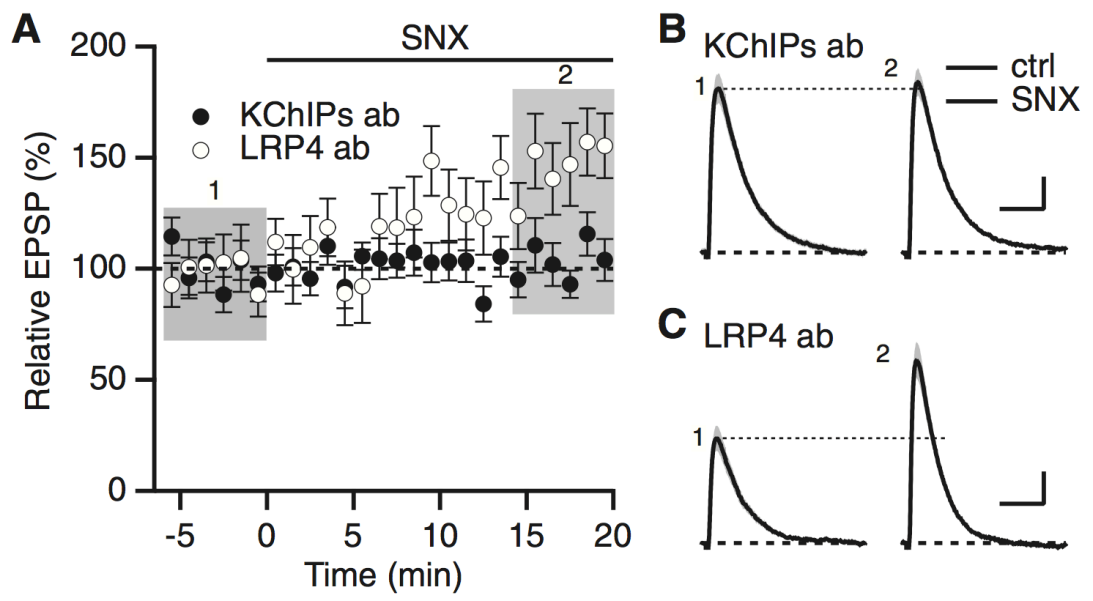 A
SNX
200
2
KChIPs ab
LRP4 ab
150
1
100
50
0
Relative EPSP (%)
-5 0 5 10 15 20
Time (min)
B
KChIPs ab
1
2
ctrl
SNX
C
LRP4 ab
1
2